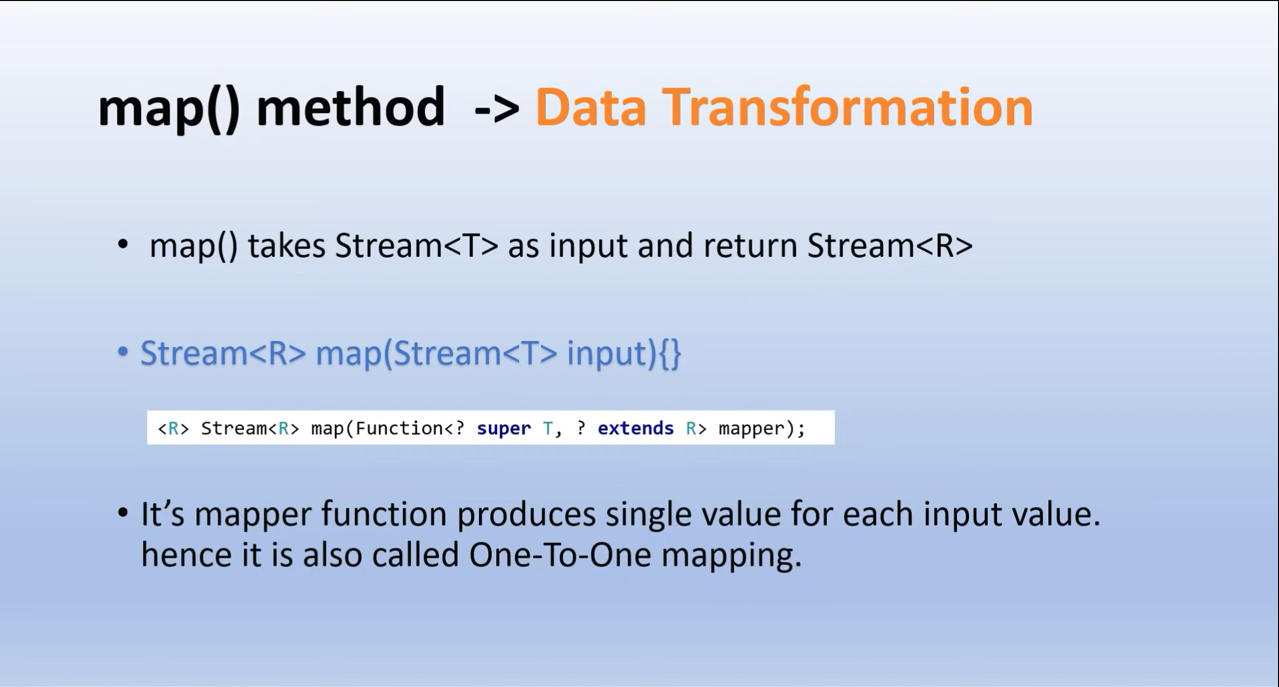 map() method -> Data Transformation
• map() takes Stream<T> as input and return Stream<R>
• Stream<R> map(Stream<T> input){}
<R> Stream<R> map(Function<? super T, ? extends R> mapper);
• It’s mapper function produces single value for each input value.
hence it is also called One-To-One mapping.